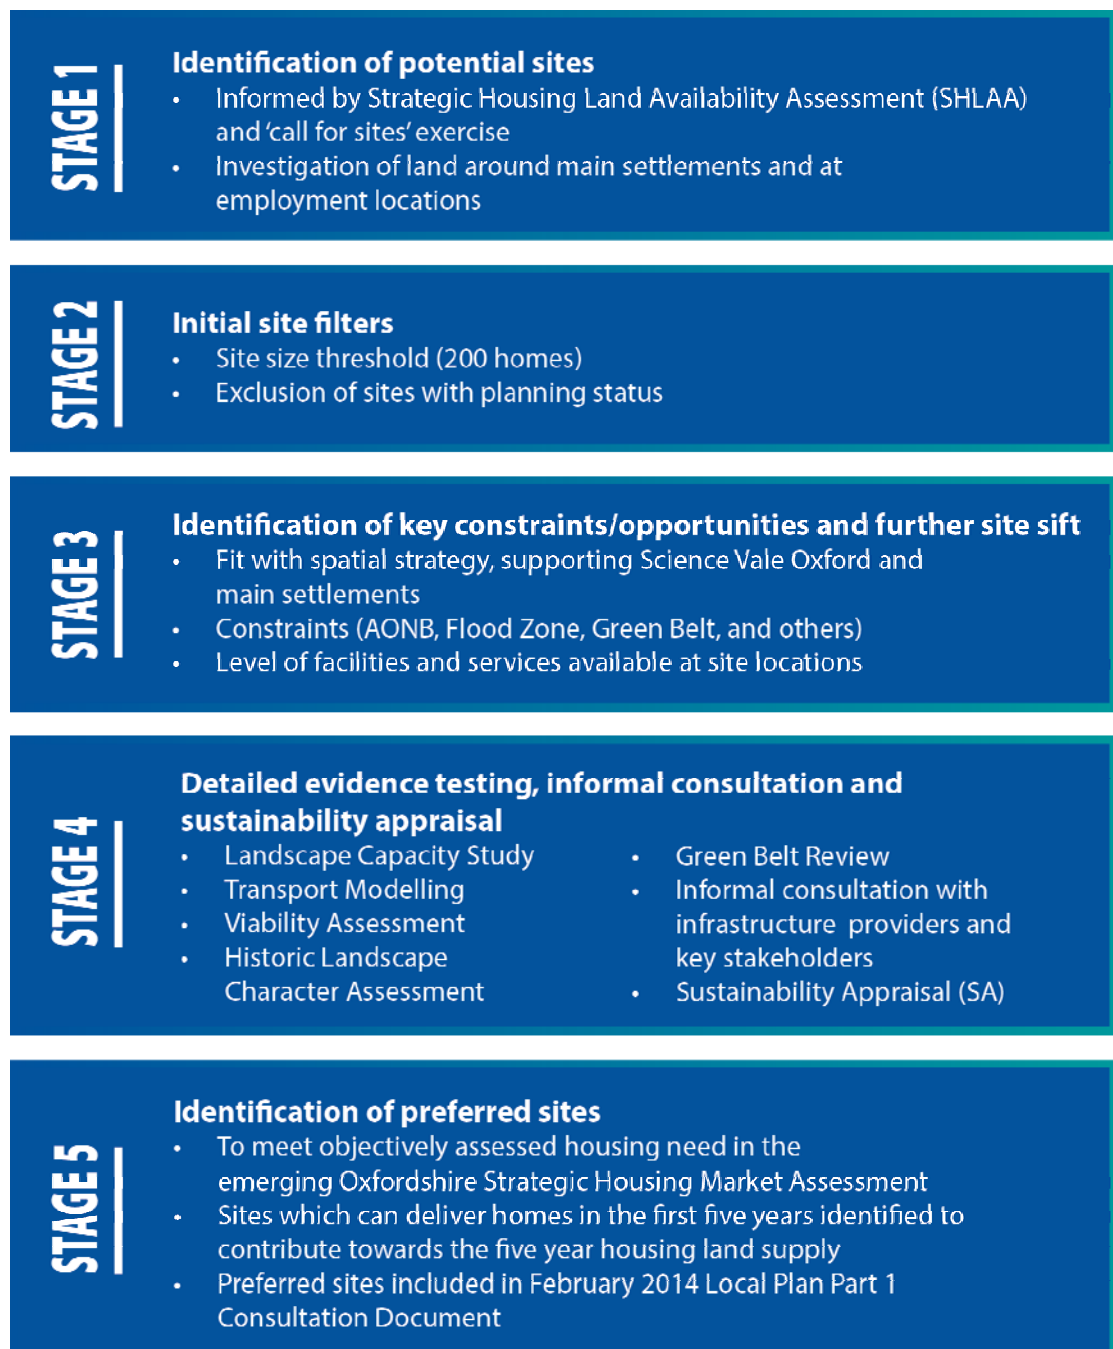 STAGE 1
Identification of potential sites
• Informed by Strategic Housing Land Availability Assessment (SHLAA)
and ‘call for sites’ exercise
• Investigation of land around main settlements and at
employment locations
STAGE 2
Initial site filters
• Site size threshold (200 homes)
• Exclusion of sites with planning status
STAGE 3
Identification of key constraints/opportunities and further site sift
• Fit with spatial strategy, supporting Science Vale Oxford and
main settlements
• Constraints (AONB, Flood Zone, Green Belt, and others)
• Level of facilities and services available at site locations
STAGE 4
Detailed evidence testing, informal consultation and
sustainability appraisal
• Landscape Capacity Study
• Transport Modelling
• Viability Assessment
• Historic Landscape
Character Assessment
• Green Belt Review
• Informal consultation with
infrastructure providers and
key stakeholders
• Sustainability Appraisal (SA)
STAGE 5
Identification of preferred sites
• To meet objectively assessed housing need in the
emerging Oxfordshire Strategic Housing Market Assessment
• Sites which can deliver homes in the first five years identified to
contribute towards the five year housing land supply
• Preferred sites included in February 2014 Local Plan Part 1
Consultation Document